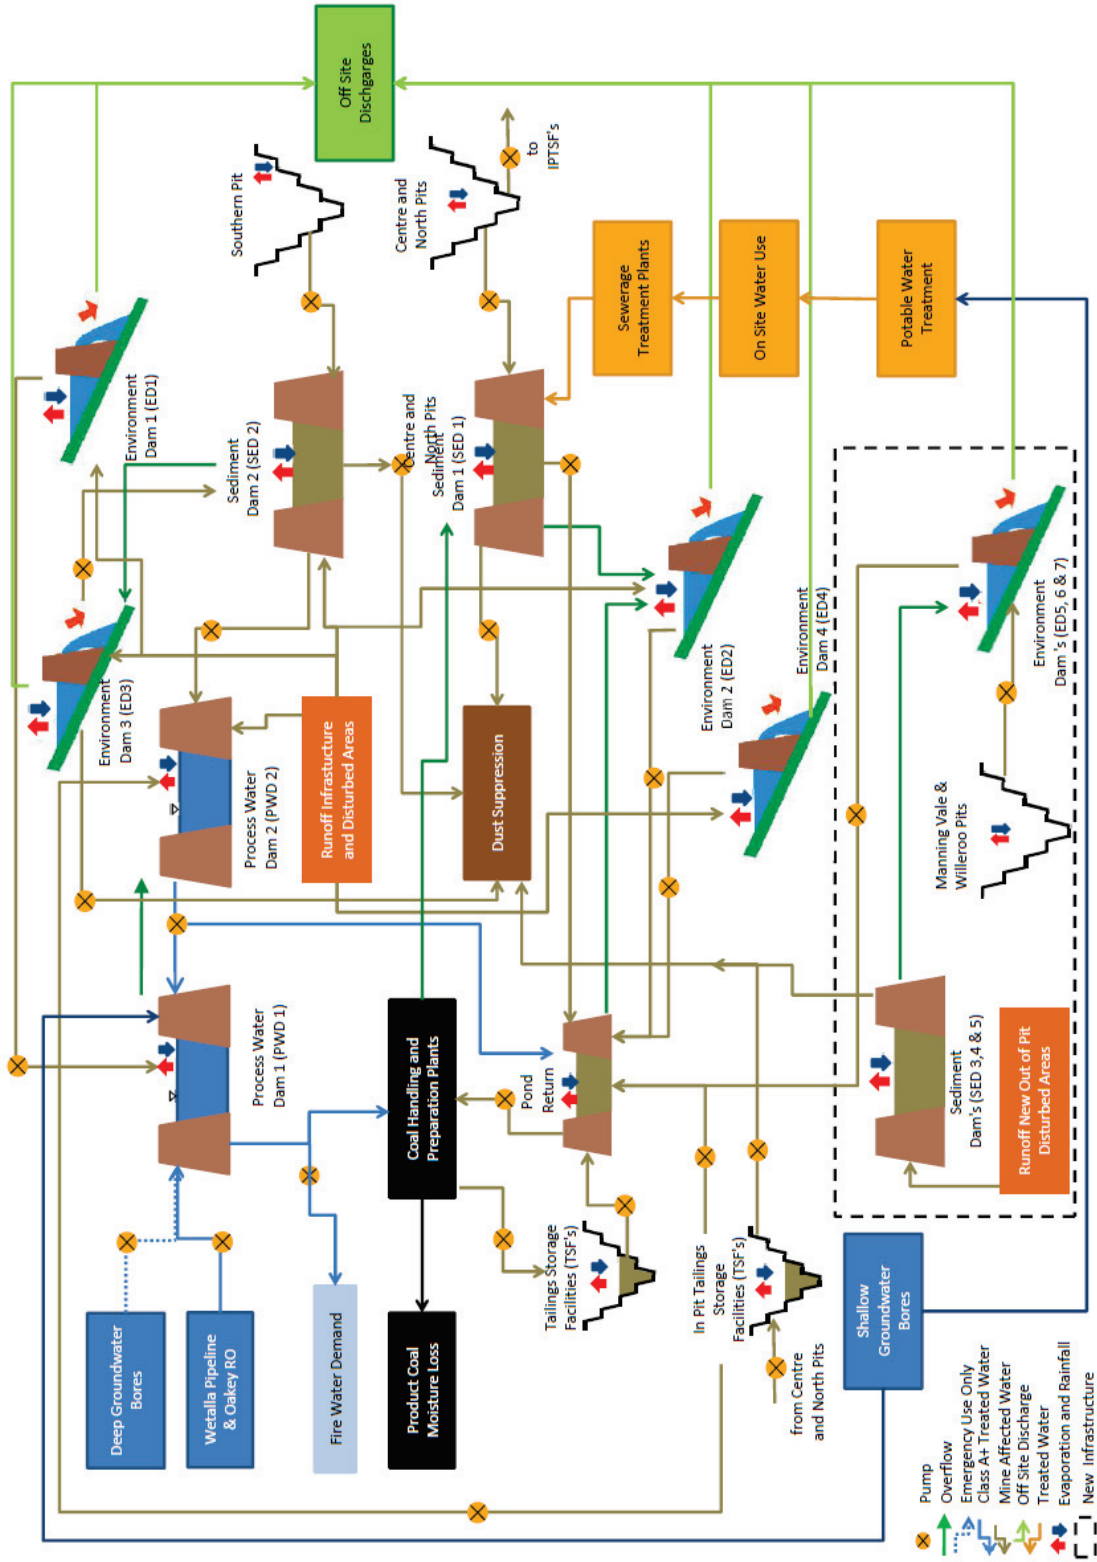 Off Site
Dischgarges
Southern Pit
Centre and
North Pits
to
IPTSF's
Environment
Dam 1 (ED1)
Sediment
Dam 2 (SED 2)
Centre and
North Pits
Sediment
Dam 1 (SED 1)
Sewerage
Treatment Plants
On Site Water Use
Potable Water
Treatment
Environment
Dam 3 (ED3)
Process Water
Dam 2 (PWD 2)
Runoff Infrastucture
and Disturbed Areas
Dust Suppression
Environment
Dam 2 (ED2)
Environment
Dam 4 (ED4)
Environment
Dam's (ED5, 6 & 7)
Manning Vale &
Willeroo Pits
Process Water
Dam 1 (PWD 1)
Coal Handling and
Preparation Plants
Pond
Return
Sediment
Dam's (SED 3,4 & 5)
Runoff New Out of Pit
Disturbed Areas
Deep Groundwater
Bores
Wetalla Pipeline
& Oakey RO
Fire Water Demand
Product Coal
Moisture Loss
Tailings Storage
Facilities (TSF's)
In Pit Tailings
Storage
Facilities (TSF's)
from Centre
and North Pits
Shallow
Groundwater
Bores
Pump
Overflow
Emergency Use Only
Class A+ Treated Water
Mine Affected Water
Off Site Discharge
Treated Water
Evaporation and Rainfall
New Infrastructure